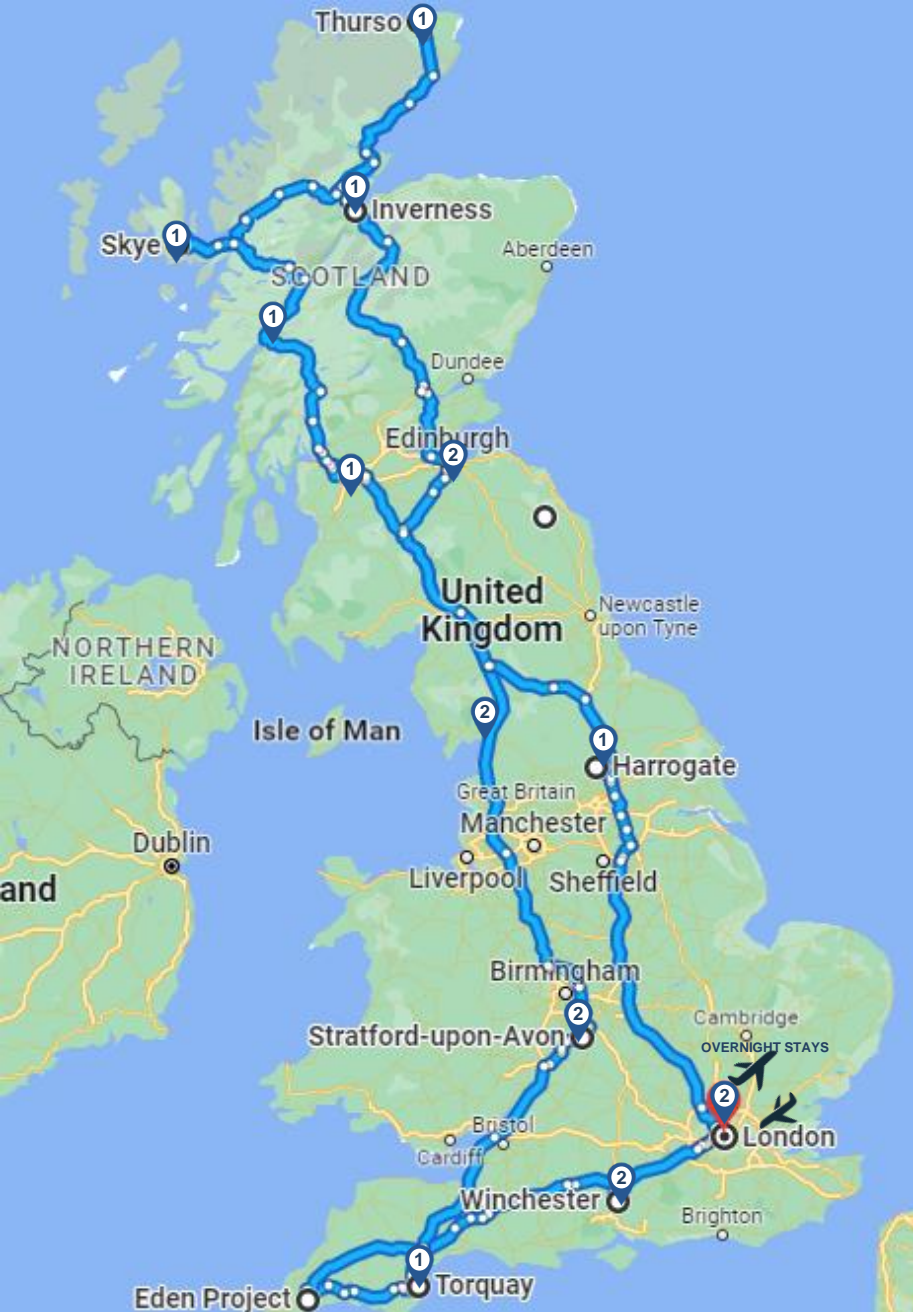 1
Thurso
1
Inverness
1
Skye
Aberdeen
SCOTLAND
1
Dundee
Edinburgh
2
1
United
Kingdom
Newcastle
upon Tyne
NORTHERN
IRELAND
2
Isle of Man
1
Harrogate
Great Britain
Manchester
Dublin
Liverpool
Sheffield
and
Birmingham
2
Stratford-upon-Avon
Cambridge
OVERNIGHT STAYS
2
Bristol
London
Cardiff
2
Winchester
Brighton
1
Torquay
Eden Project